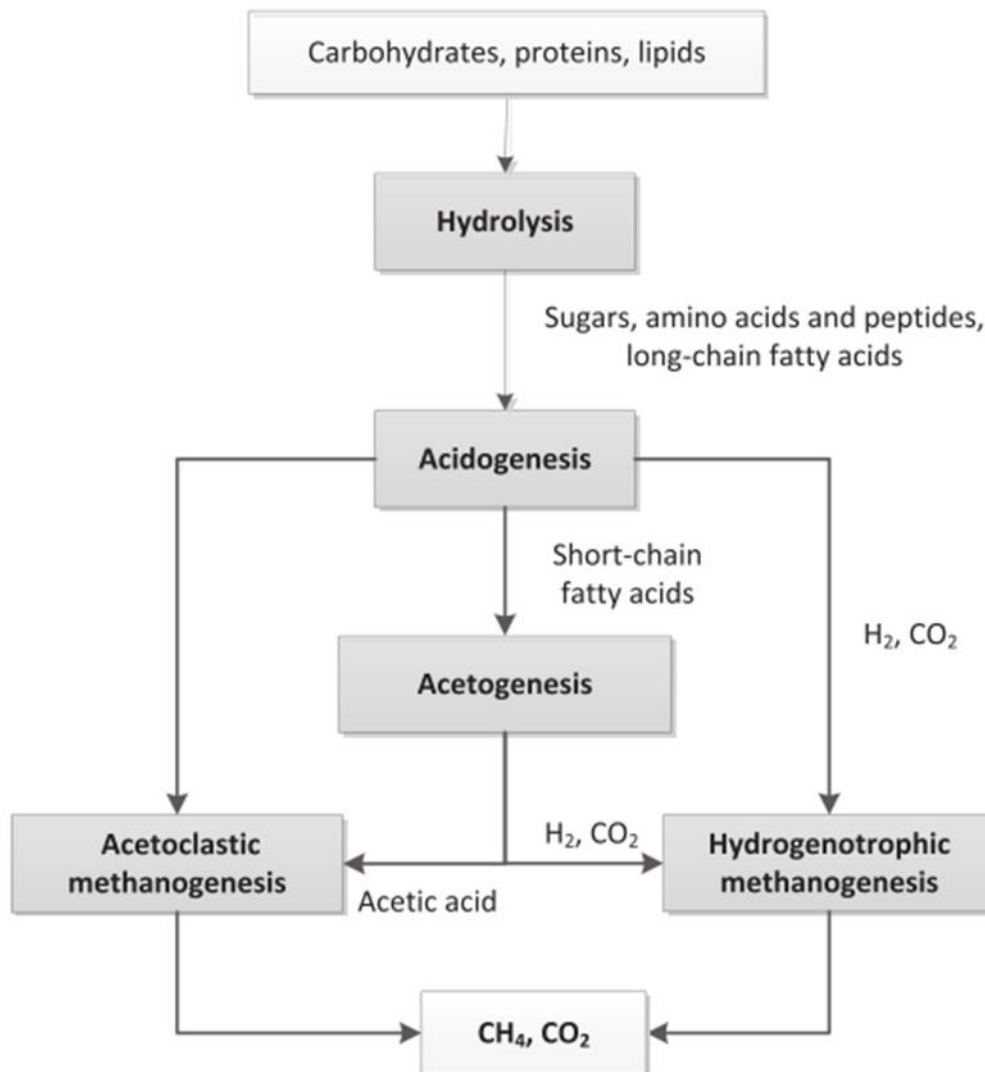 Carbohydrates, proteins, lipids
Hydrolysis
Sugars, amino acids and peptides,
long-chain fatty acids
Acidogenesis
Short-chain
fatty acids
H₂, CO₂
Acetogenesis
Acetoclastic
methanogenesis
H₂, CO₂
Acetic acid
Hydrogenotrophic
methanogenesis
CH₄, CO₂